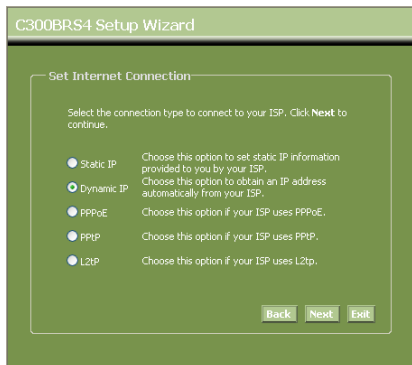 C300BRS4 Setup Wizard
Set Internet Connection
Select the connection type to connect to your ISP. Click Next to
continue.
Static IP Choose this option to set static IP information
provided to you by your ISP.
Dynamic IP Choose this option to obtain an IP address
automatically from your ISP.
PPPoE Choose this option if your ISP uses PPPoE.
PPtP Choose this option if your ISP uses PPtP.
L2tP Choose this option if your ISP uses L2tp.
Back Next Exit